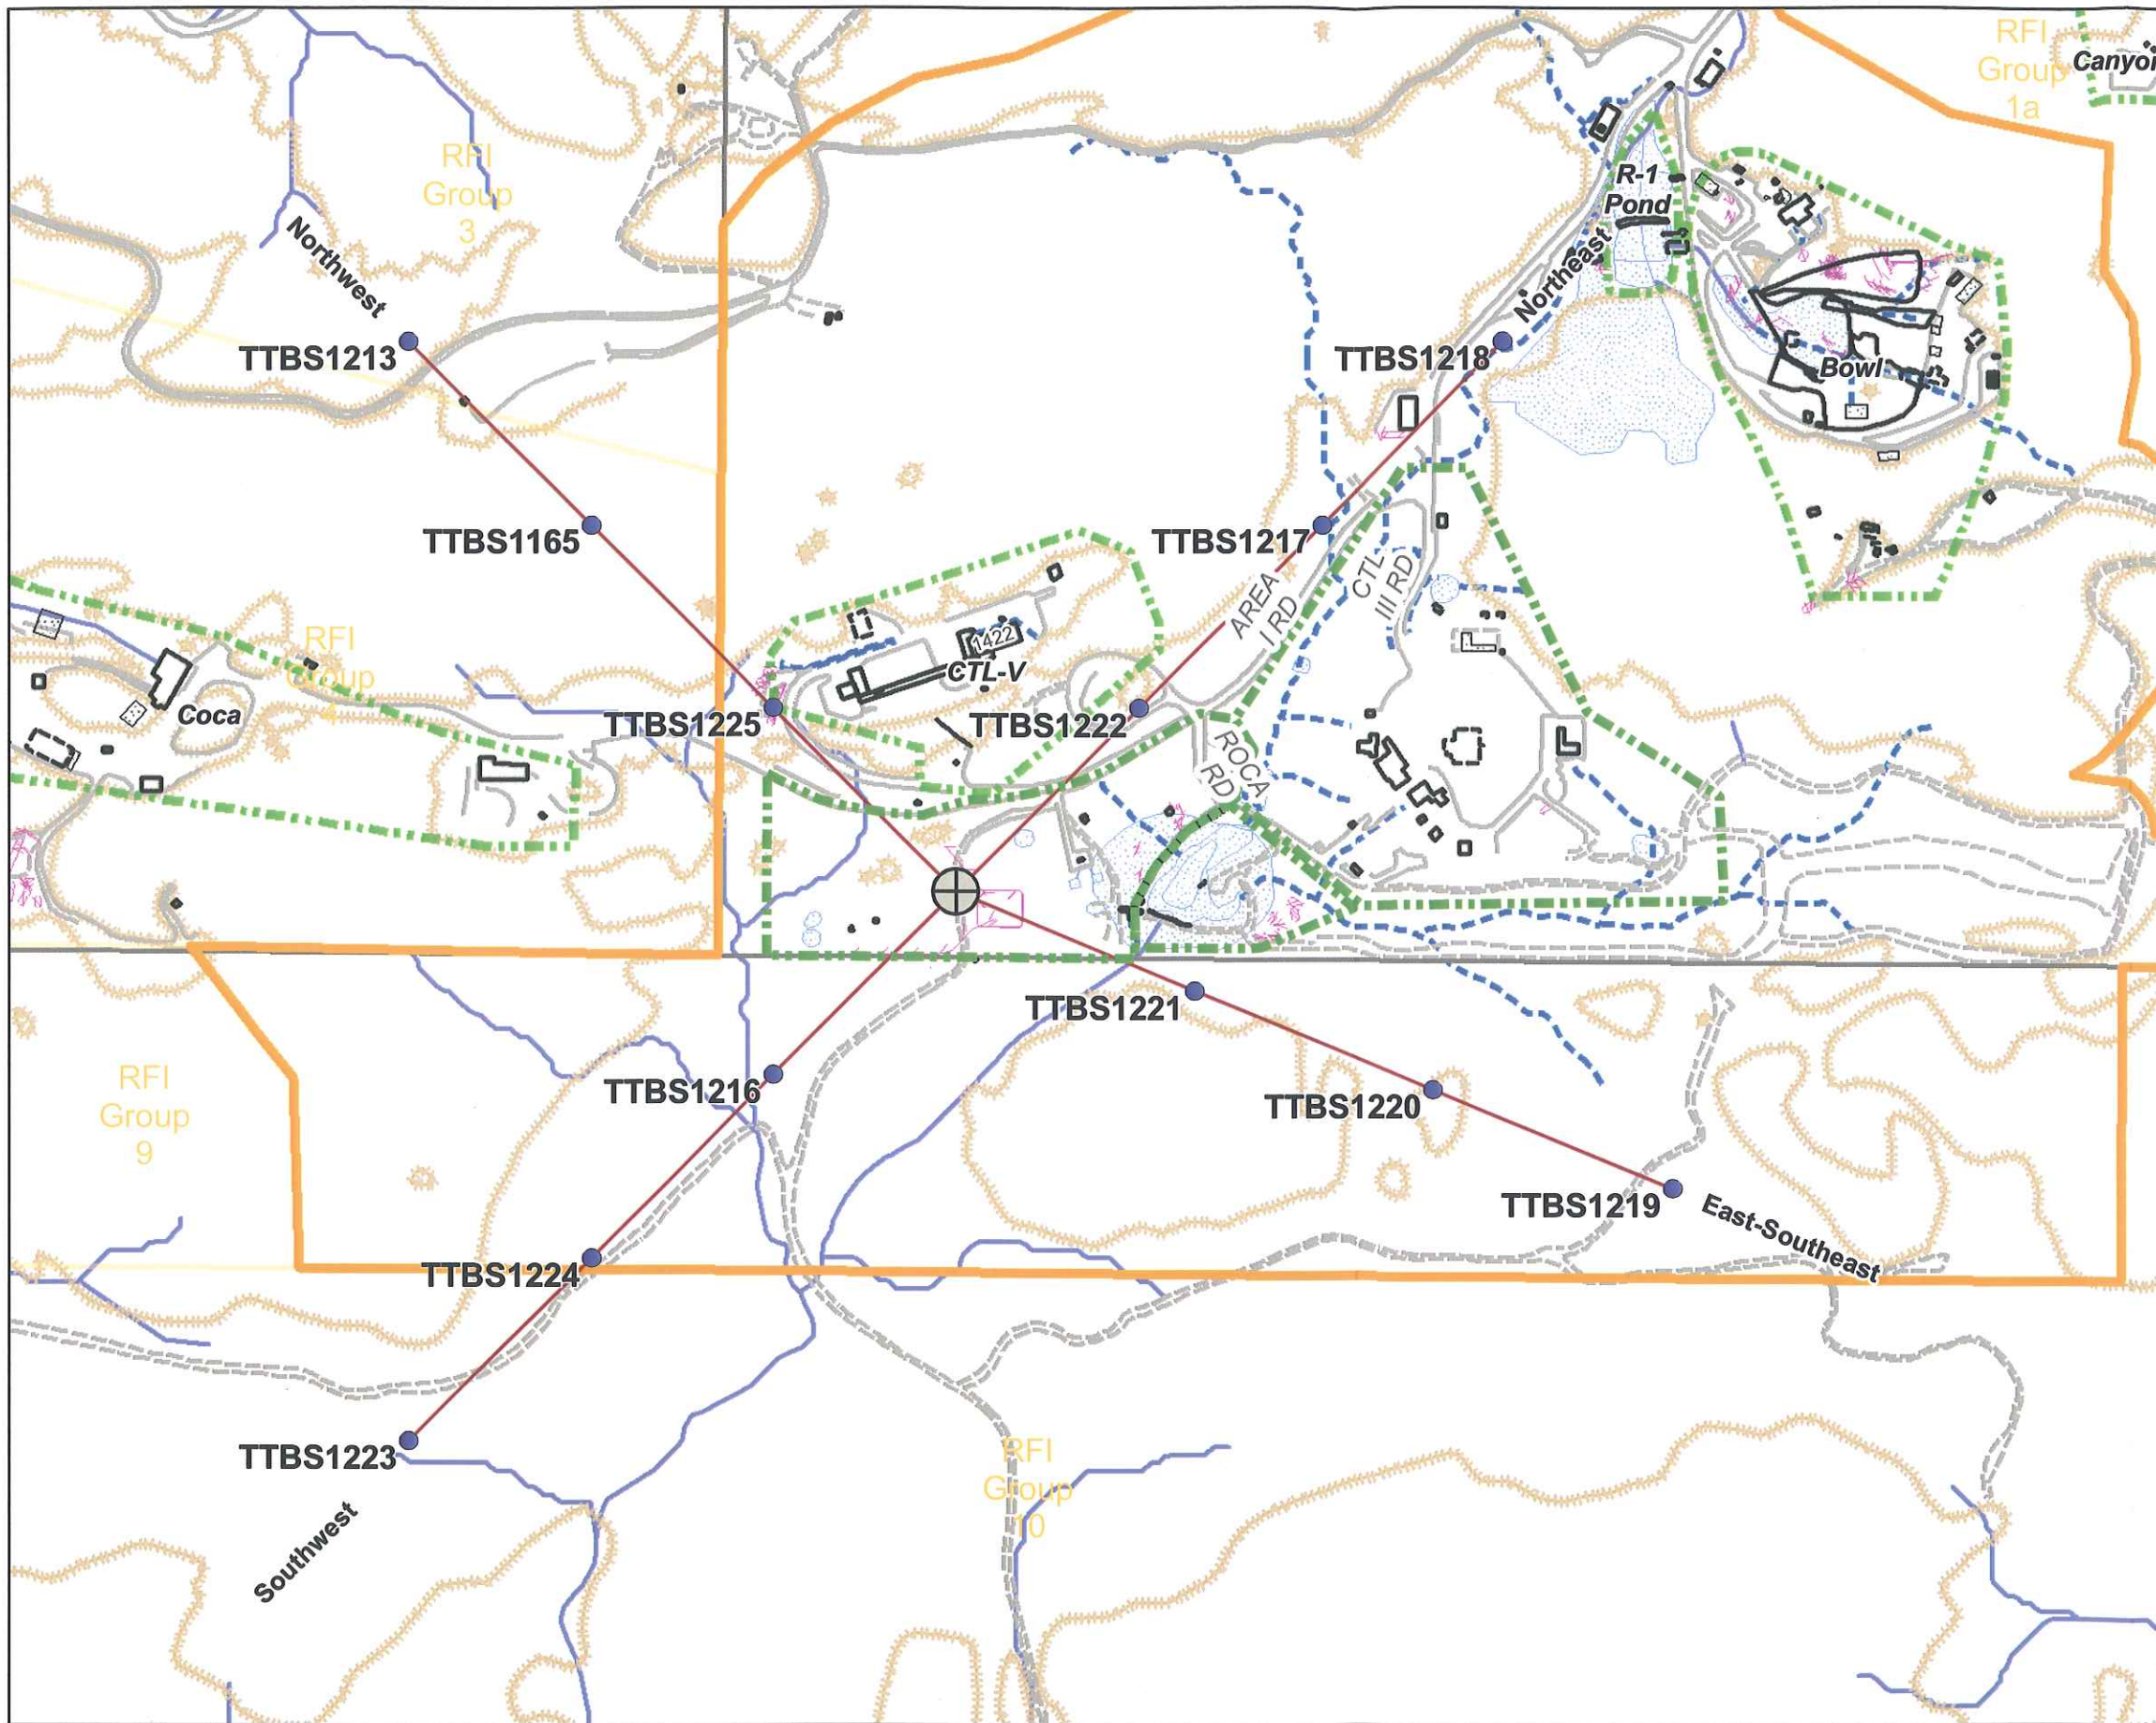 RFI
Group
1a
Canyon
RFI
Group
3
Northwest
R-1
Pond
Northeast
TTBS1213
TTBS1218
Bowl
TTBS1165
TTBS1217
AREA
I RD
CTL
III RD
RFI
Group
4
1422
CTL-V
Coca
TTBS1225
TTBS1222
ROCA
RD
TTBS1221
RFI
Group
9
TTBS1216
TTBS1220
TTBS1219
East-Southeast
TTBS1224
TTBS1223
RFI
Group
10
Southwest